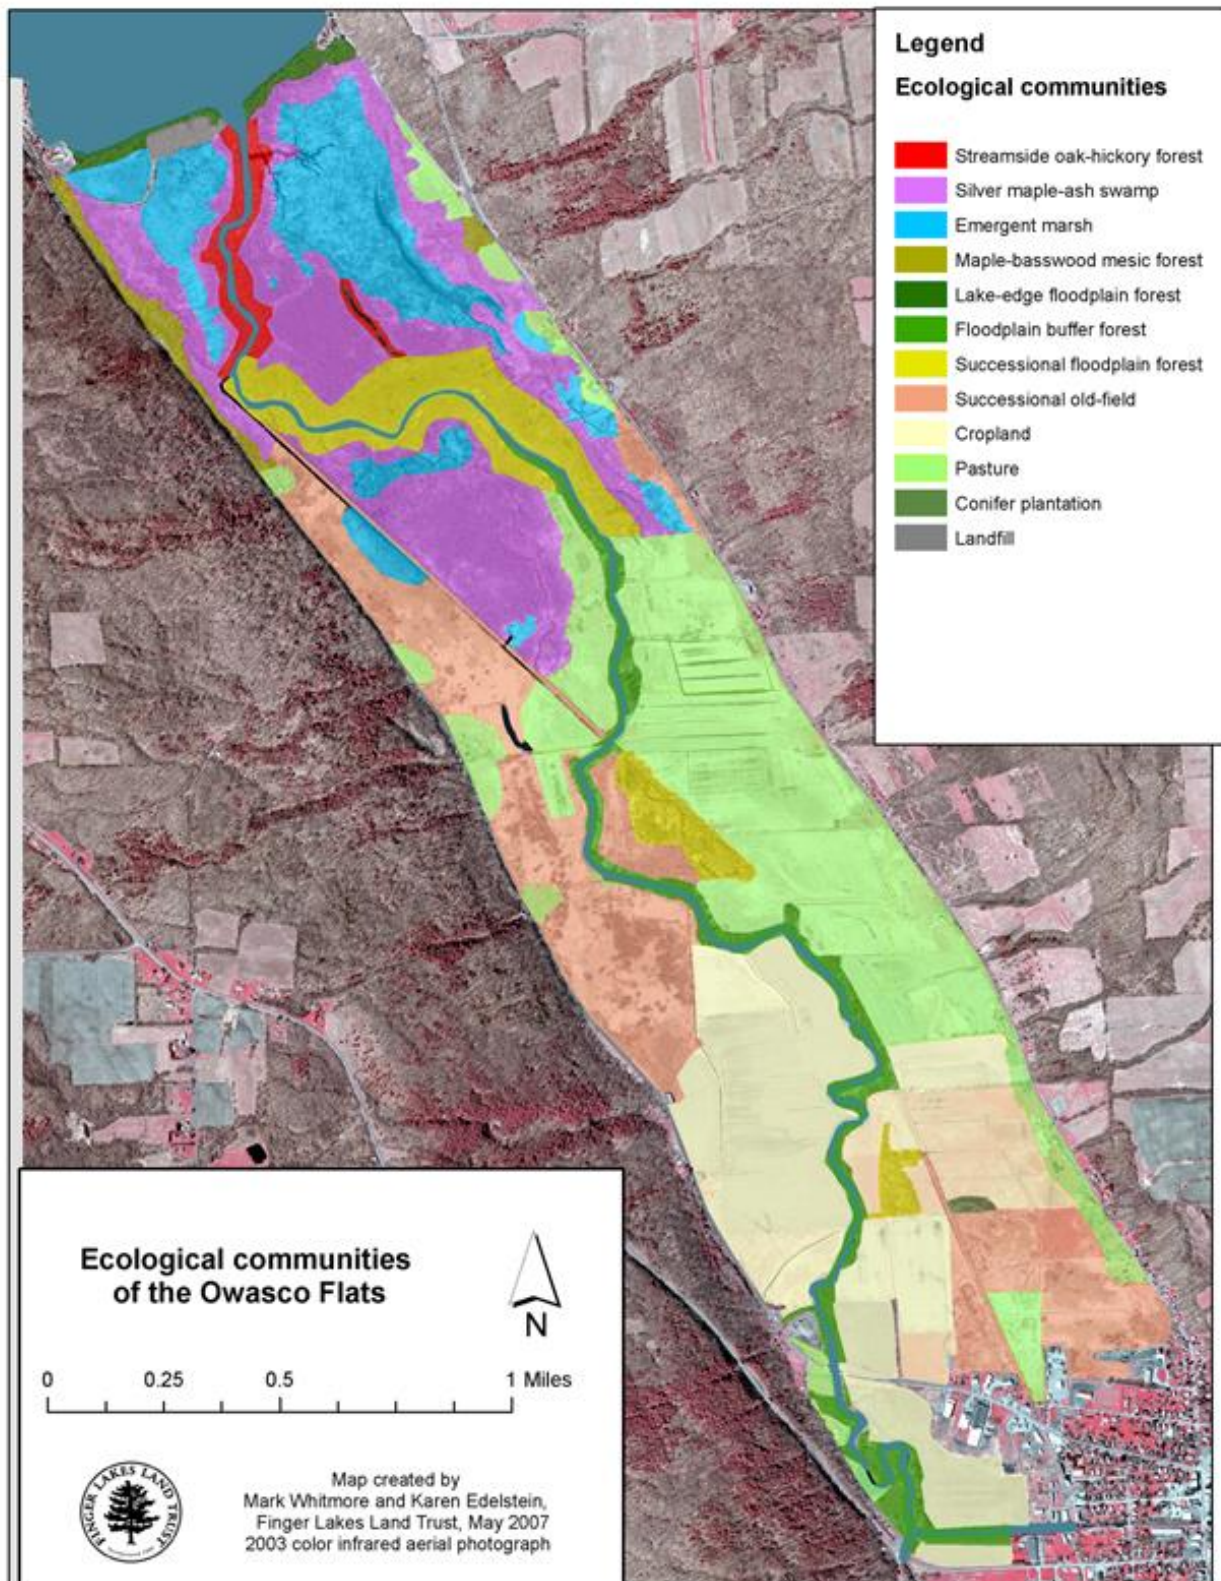 Legend
Ecological communities
Streamside oak-hickory forest
Silver maple-ash swamp
Emergent marsh
Maple-basswood mesic forest
Lake-edge floodplain forest
Floodplain buffer forest
Successional floodplain forest
Successional old-field
Cropland
Pasture
Conifer plantation
Landfill
Ecological communities
of the Owasco Flats
N
0 0.25 0.5 1 Miles
FINGER LAKES LAND TRUST
Map created by
Mark Whitmore and Karen Edelstein,
Finger Lakes Land Trust, May 2007
2003 color infrared aerial photograph